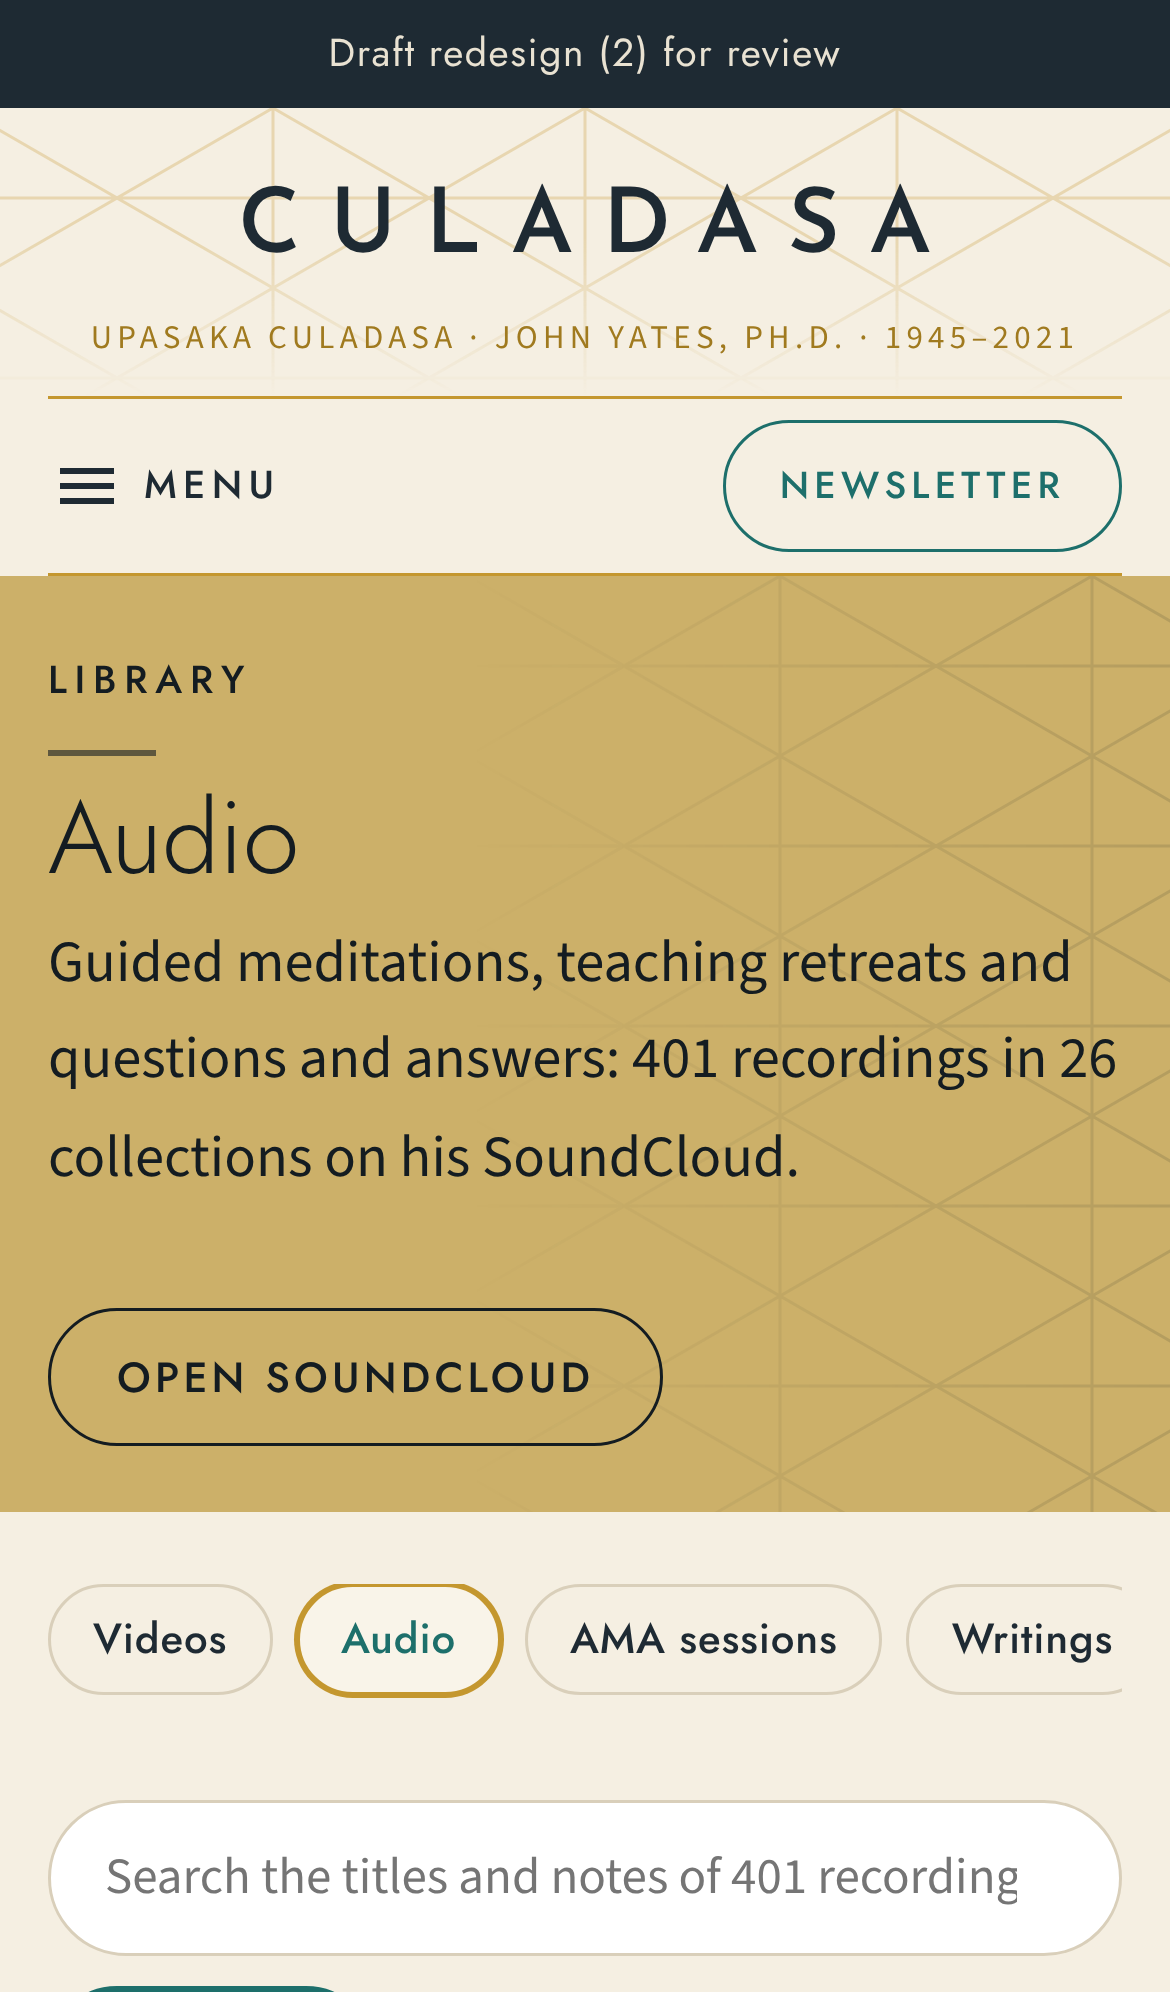 Draft redesign (2) for review
CULADASA
UPASAKA CULADASA · JOHN YATES, PH.D. · 1945–2021
MENU
NEWSLETTER
LIBRARY
Audio
Guided meditations, teaching retreats and
questions and answers: 401 recordings in 26
collections on his SoundCloud.
OPEN SOUNDCLOUD
Videos Audio AMA sessions Writings
Search the titles and notes of 401 recording